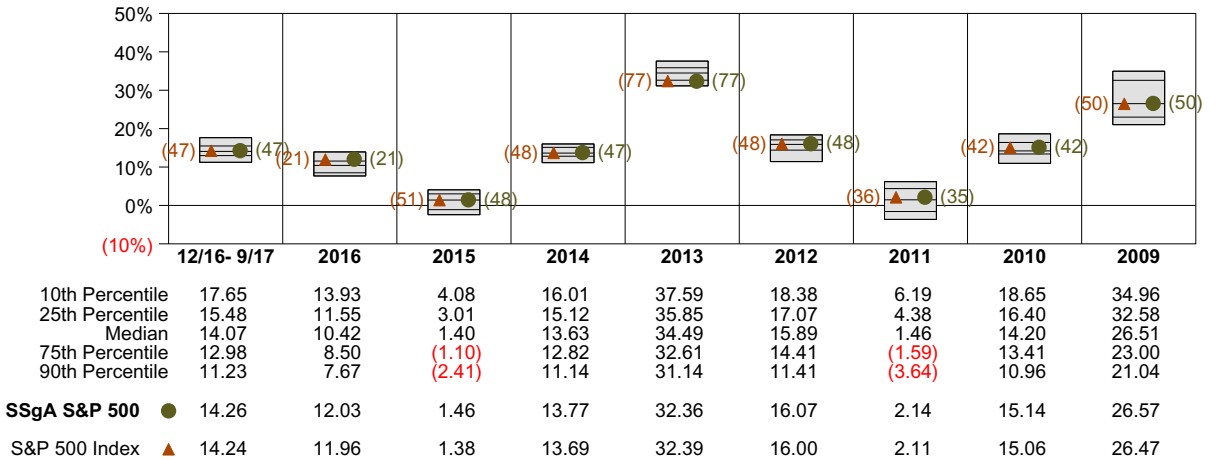 50%
40%
30%
20%
10%
0%
(10%)
(47) (47)
(21) (21)
(51) (48)
(48) (47)
(77) (77)
(48) (48)
(36) (35)
(42) (42)
(50) (50)
12/16- 9/17 2016 2015 2014 2013 2012 2011 2010 2009
10th Percentile 17.65 13.93 4.08 16.01 37.59 18.38 6.19 18.65 34.96
25th Percentile 15.48 11.55 3.01 15.12 35.85 17.07 4.38 16.40 32.58
Median 14.07 10.42 1.40 13.63 34.49 15.89 1.46 14.20 26.51
75th Percentile 12.98 8.50 (1.10) 12.82 32.61 14.41 (1.59) 13.41 23.00
90th Percentile 11.23 7.67 (2.41) 11.14 31.14 11.41 (3.64) 10.96 21.04
SSgA S&P 500 14.26 12.03 1.46 13.77 32.36 16.07 2.14 15.14 26.57
S&P 500 Index 14.24 11.96 1.38 13.69 32.39 16.00 2.11 15.06 26.47